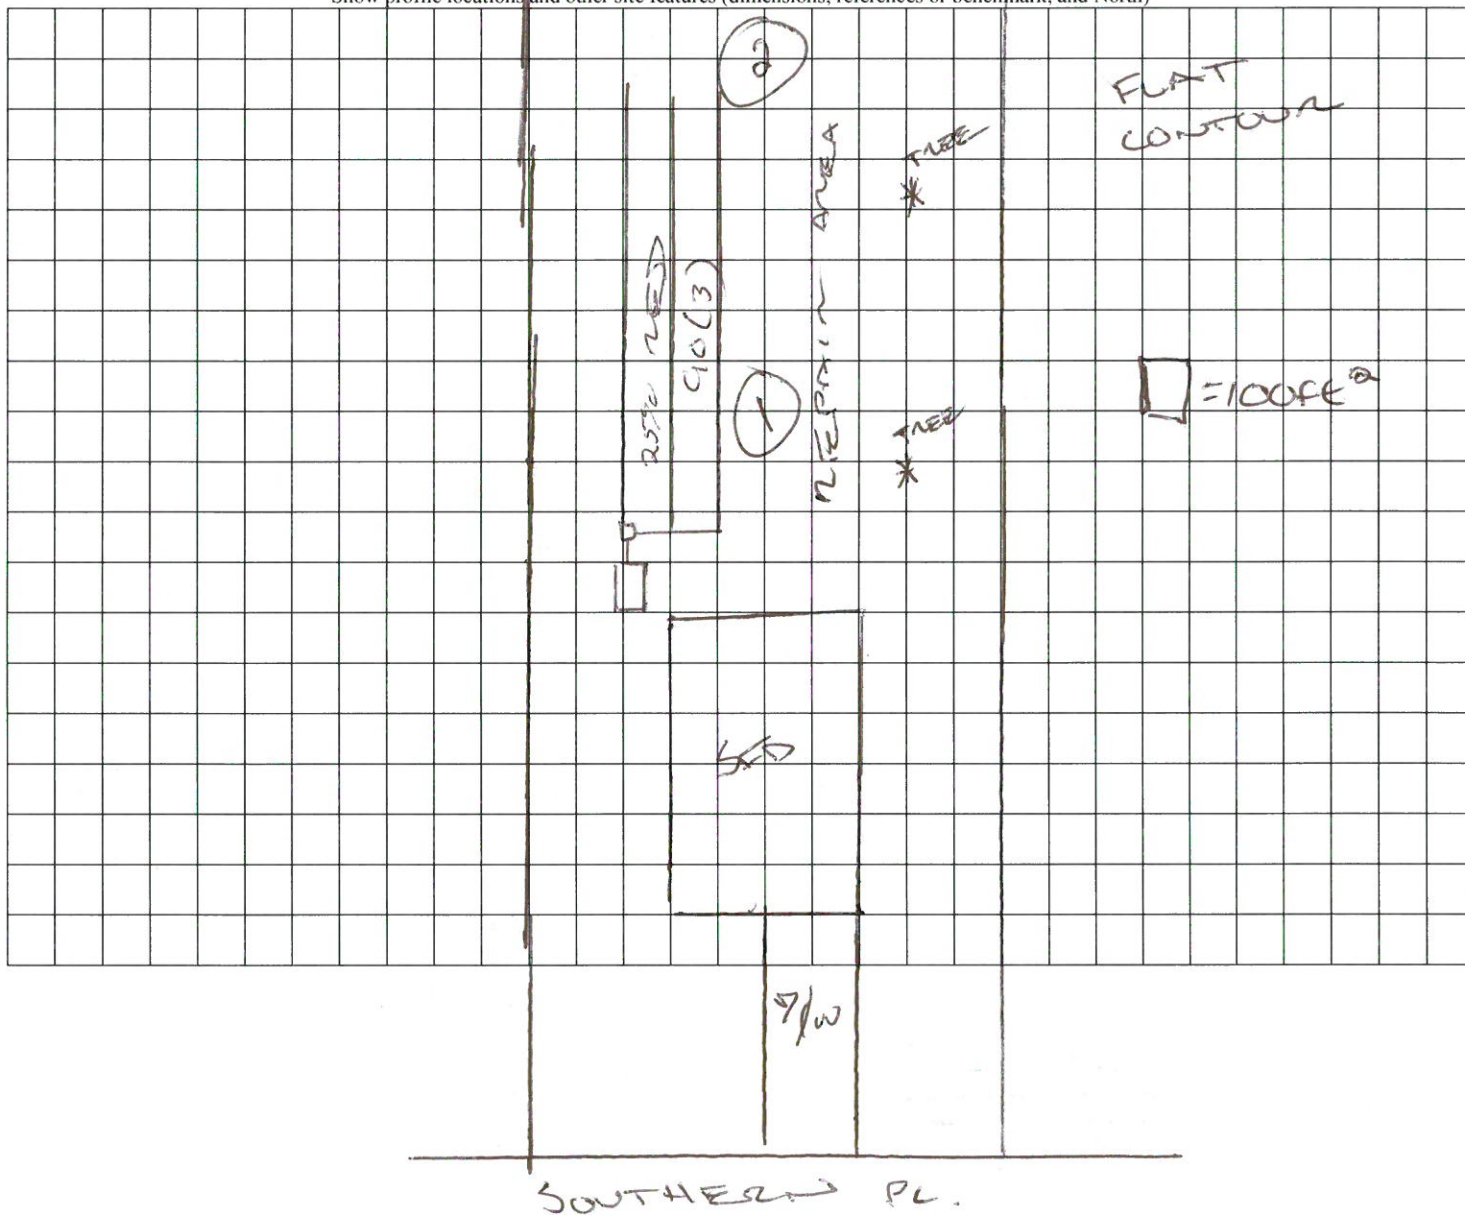 Show profile locations and other site features (dimensions, references or benchmark, and North)
2
FLAT
CONTOUR
TREE
REPAIR AREA
25% RED
90(3)
1
TREE
=100ft²
SFD
D/W
SOUTHERN PL.